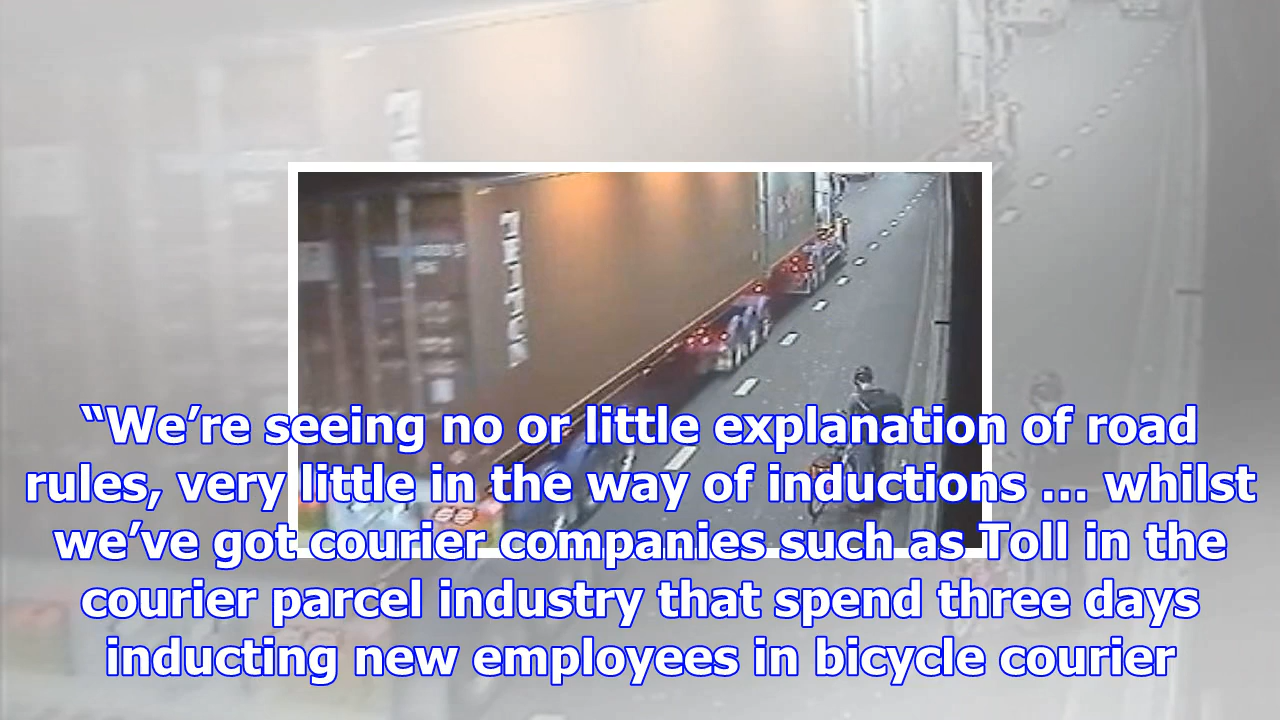 “We’re seeing no or little explanation of road
rules, very little in the way of inductions ... whilst
we’ve got courier companies such as Toll in the
courier parcel industry that spend three days
inducting new employees in bicycle courier